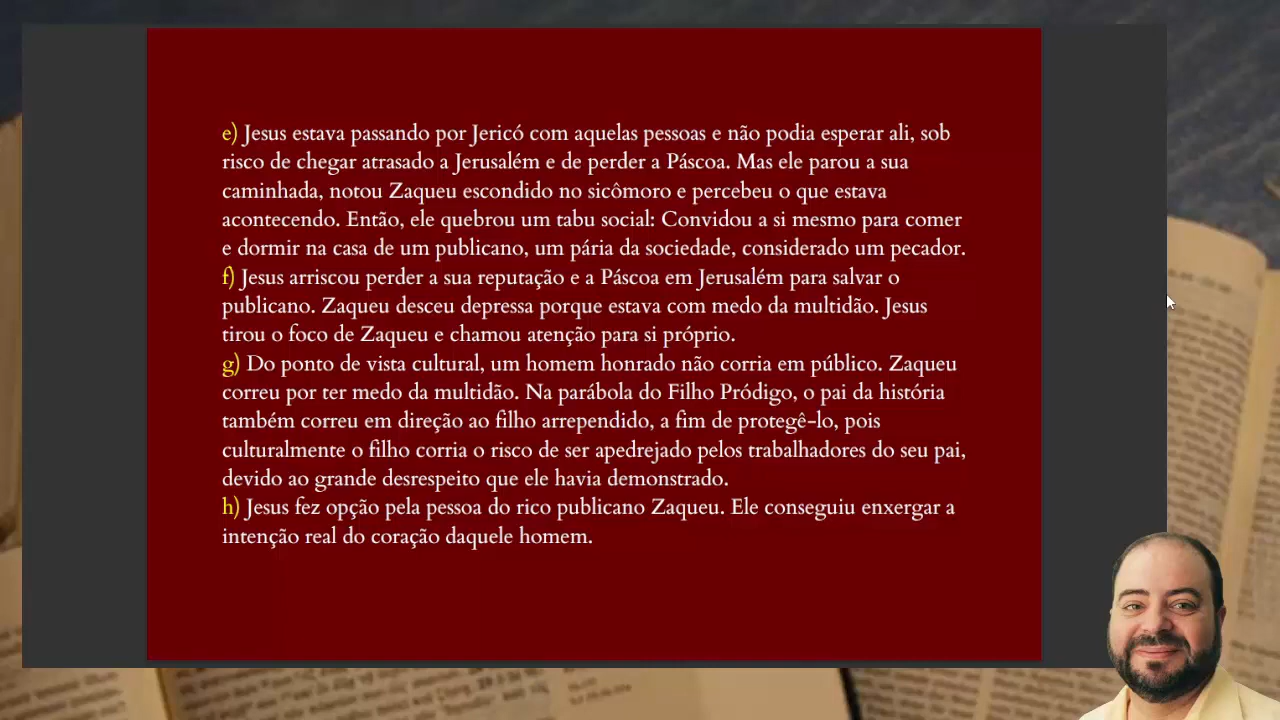 e) Jesus estava passando por Jericó com aquelas pessoas e não podia esperar ali, sob
risco de chegar atrasado a Jerusalém e de perder a Páscoa. Mas ele parou a sua
caminhada, notou Zaqueu escondido no sicômoro e percebeu o que estava
acontecendo. Então, ele quebrou um tabu social: Convidou a si mesmo para comer
e dormir na casa de um publicano, um pária da sociedade, considerado um pecador.
f) Jesus arriscou perder a sua reputação e a Páscoa em Jerusalém para salvar o
publicano. Zaqueu desceu depressa porque estava com medo da multidão. Jesus
tirou o foco de Zaqueu e chamou atenção para si próprio.
g) Do ponto de vista cultural, um homem honrado não corria em público. Zaqueu
correu por ter medo da multidão. Na parábola do Filho Pródigo, o pai da história
também correu em direção ao filho arrependido, a fim de protegê-lo, pois
culturalmente o filho corria o risco de ser apedrejado pelos trabalhadores do seu pai,
devido ao grande desrespeito que ele havia demonstrado.
h) Jesus fez opção pela pessoa do rico publicano Zaqueu. Ele conseguiu enxergar a
intenção real do coração daquele homem.